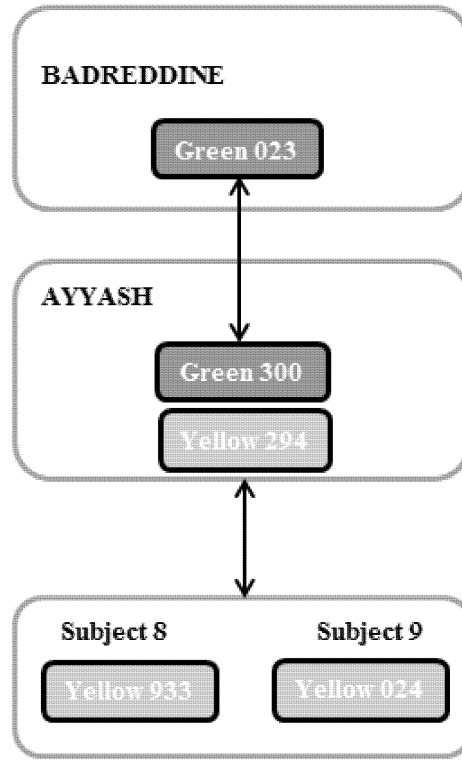 BADREDDINE
Green 023
AYYASH
Green 300
Yellow 294
Subject 8 Subject 9
Yellow 933 Yellow 024